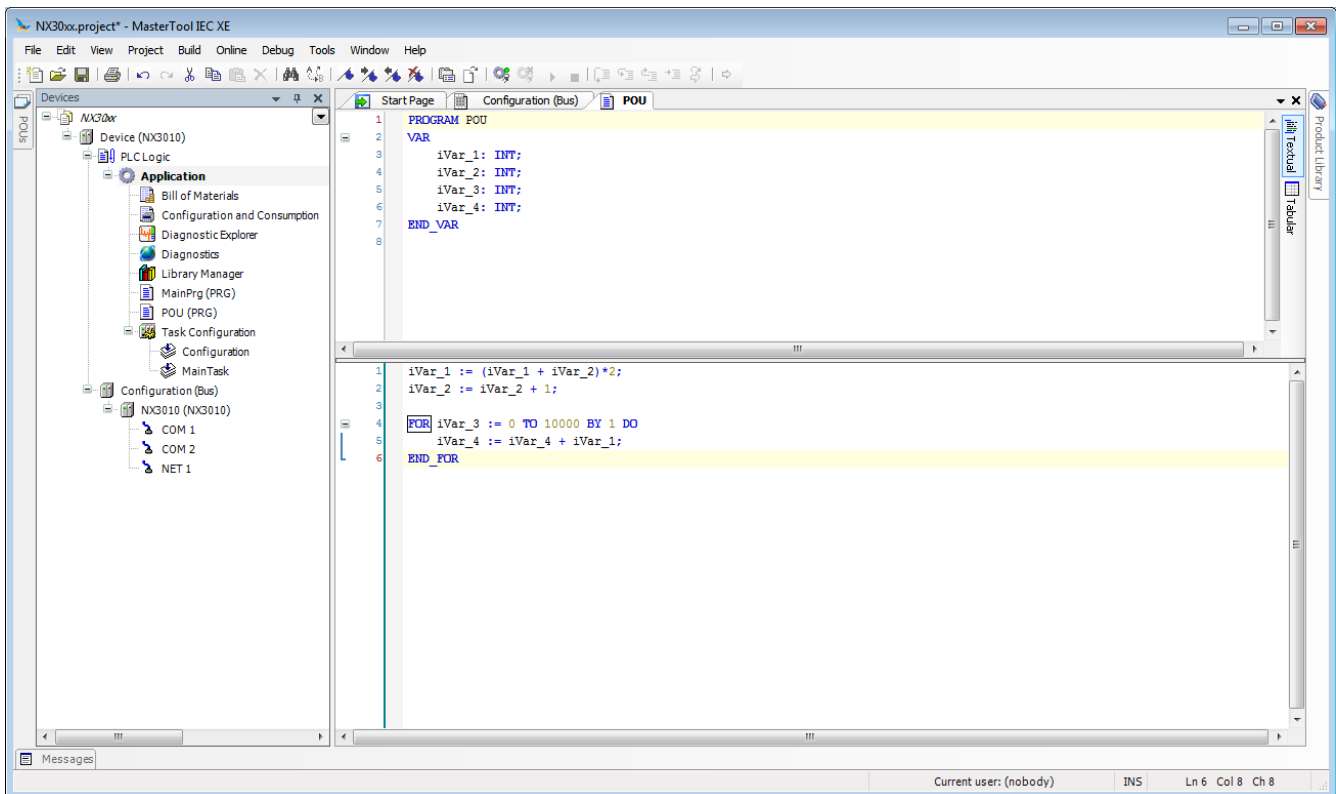 NX30xx.project* - MasterTool IEC XE
File Edit View Project Build Online Debug Tools Window Help
Devices
POUs
NX30xx
Device (NX3010)
PLC Logic
Application
Bill of Materials
Configuration and Consumption
Diagnostic Explorer
Diagnostics
Library Manager
MainPrg (PRG)
POU (PRG)
Task Configuration
Configuration
MainTask
Configuration (Bus)
NX3010 (NX3010)
COM 1
COM 2
NET 1
Start Page Configuration (Bus) POU
1 PROGRAM POU
2 VAR
3 iVar_1: INT;
4 iVar_2: INT;
5 iVar_3: INT;
6 iVar_4: INT;
7 END_VAR
8
Textual
Tabular
Product Library
1 iVar_1 := (iVar_1 + iVar_2)*2;
2 iVar_2 := iVar_2 + 1;
3
4 FOR iVar_3 := 0 TO 10000 BY 1 DO
5 iVar_4 := iVar_4 + iVar_1;
6 END_FOR
Messages
Current user: (nobody) INS Ln 6 Col 8 Ch 8